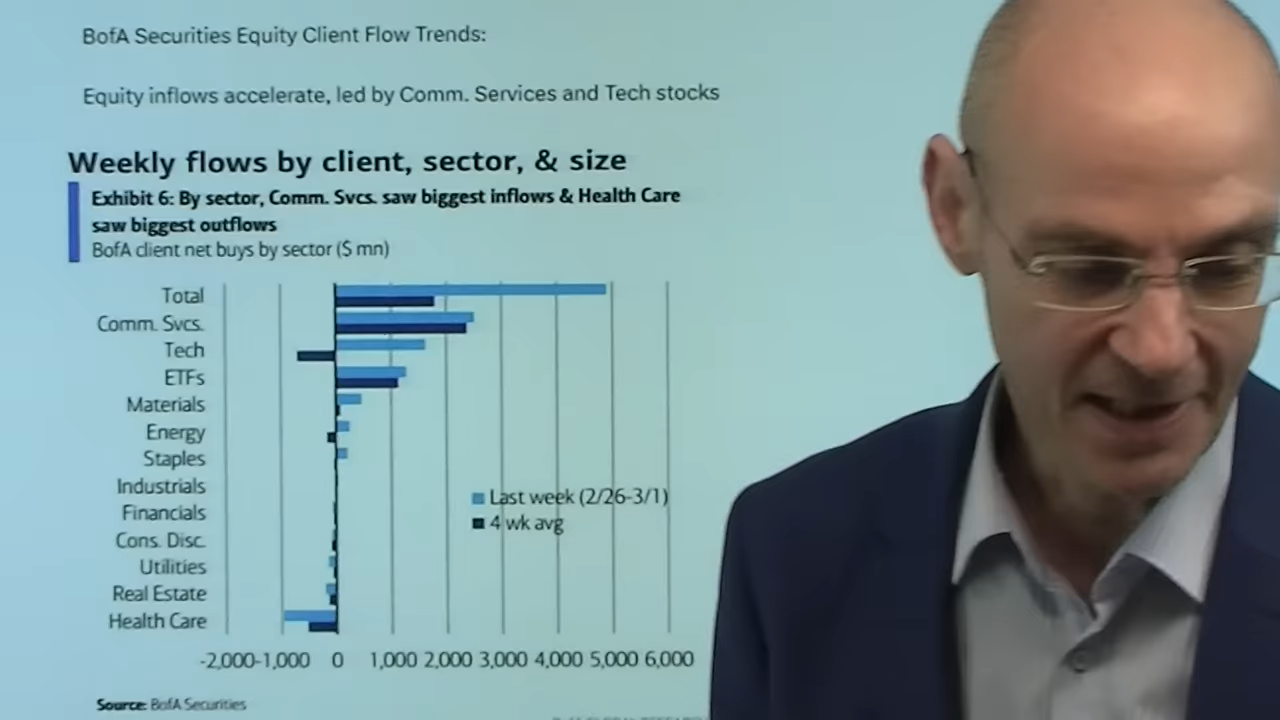 BofA Securities Equity Client Flow Trends:
Equity inflows accelerate, led by Comm. Services and Tech stocks
Weekly flows by client, sector, & size
Exhibit 6: By sector, Comm. Svcs. saw biggest inflows & Health Care
saw biggest outflows
BofA client net buys by sector ($ mn)
Total
Comm. Svcs.
Tech
ETFs
Materials
Energy
Staples
Industrials
Financials
Cons. Disc.
Utilities
Real Estate
Health Care
Last week (2/26-3/1)
4 wk avg
-2,000 -1,000 0 1,000 2,000 3,000 4,000 5,000 6,000
Source: BofA Securities